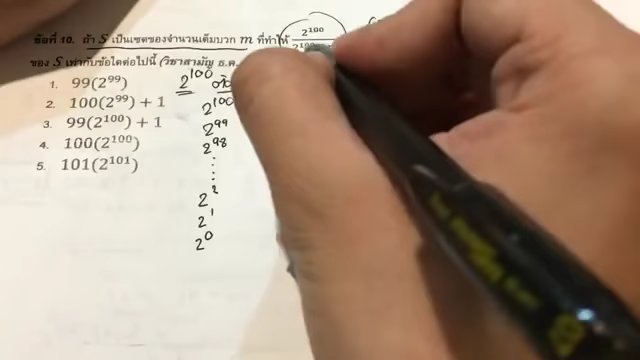 ข้อที่ 10. ถ้า S เป็นเซตของจำนวนเต็มบวก m ที่ทำให้ 2^100
ของ S เท่ากับข้อใดต่อไปนี้ (วิชาสามัญ ธ.ค.
1. 99(2^99)
2. 100(2^99) + 1
3. 99(2^100) + 1
4. 100(2^100)
5. 101(2^101)
2^100
2^100
2^99
2^98
⋮
2^2
2^1
2^0